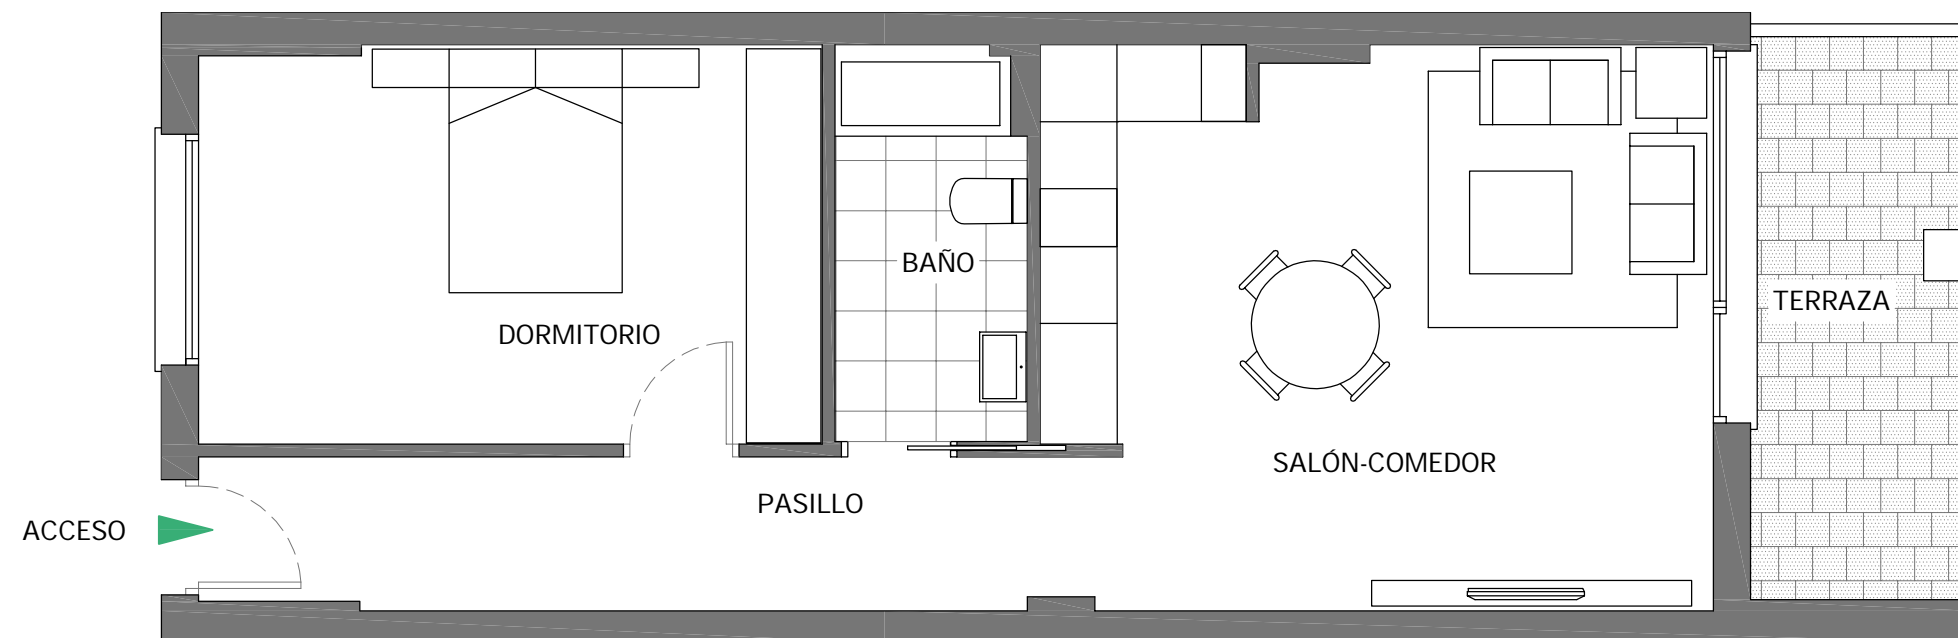 BAÑO
TERRAZA
DORMITORIO
SALÓN-COMEDOR
PASILLO
ACCESO